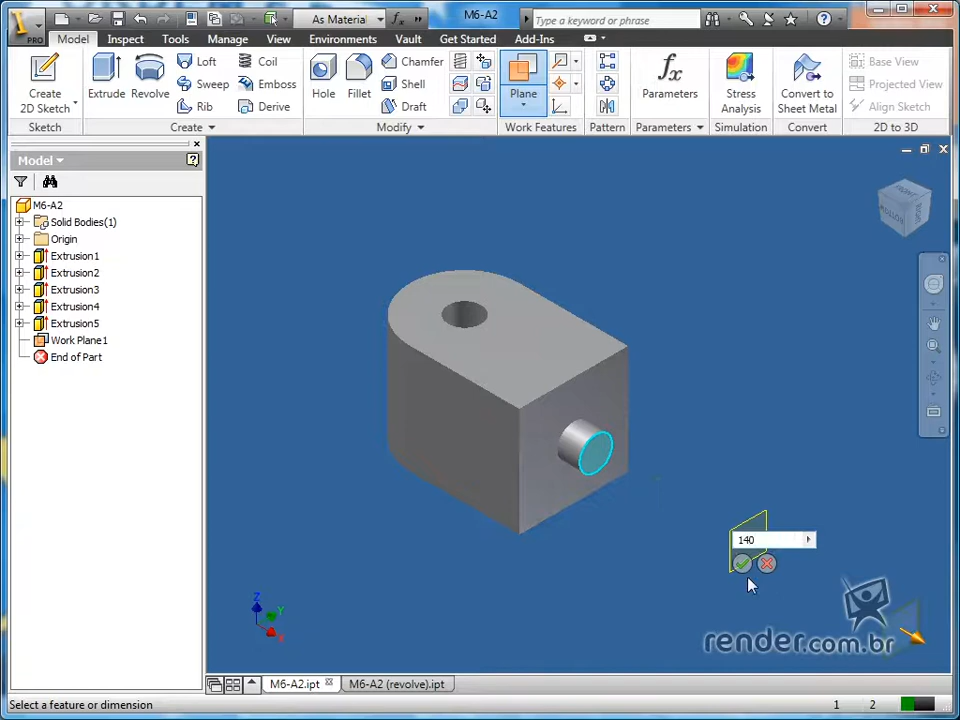 PRO
As Material
M6-A2
Type a keyword or phrase
Model
Inspect
Tools
Manage
View
Environments
Vault
Get Started
Add-Ins
Create
2D Sketch
Extrude
Revolve
Loft
Sweep
Rib
Coil
Emboss
Derive
Hole
Fillet
Chamfer
Shell
Draft
Plane
fx
Parameters
Stress
Analysis
Convert to
Sheet Metal
Base View
Projected View
Align Sketch
Sketch
Create
Modify
Work Features
Pattern
Parameters
Simulation
Convert
2D to 3D
Model
M6-A2
Solid Bodies(1)
Origin
Extrusion1
Extrusion2
Extrusion3
Extrusion4
Extrusion5
Work Plane1
End of Part
FRONT
RIGHT
BOTTOM
140
Z
Y
X
render.com.br
M6-A2.ipt
M6-A2 (revolve).ipt
Select a feature or dimension
1
2